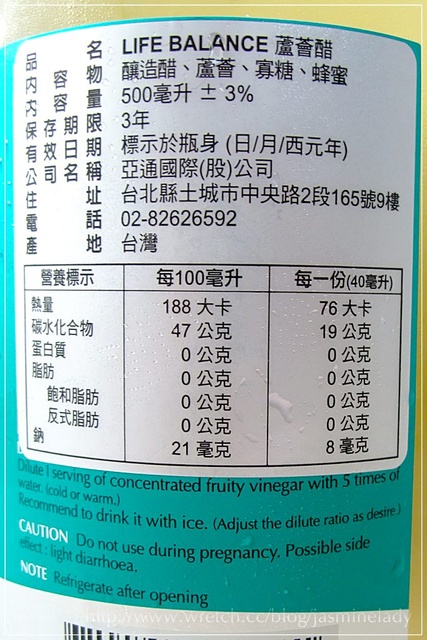 品名 LIFE BALANCE 蘆薈醋
內容物 釀造醋、蘆薈、寡糖、蜂蜜
內容量 500毫升 ± 3%
保存期限 3年
有效日期 標示於瓶身 (日/月/西元年)
公司名稱 亞通國際(股)公司
住址 台北縣土城市中央路2段165號9樓
電話 02-82626592
產地 台灣
營養標示 每100毫升 每一份(40毫升)
熱量 188 大卡 76 大卡
碳水化合物 47 公克 19 公克
蛋白質 0 公克 0 公克
脂肪 0 公克 0 公克
飽和脂肪 0 公克 0 公克
反式脂肪 0 公克 0 公克
鈉 21 毫克 8 毫克
Dilute 1 serving of concentrated fruity vinegar with 5 times of
water. (cold or warm.)
Recommend to drink it with ice. (Adjust the dilute ratio as desire.)
CAUTION Do not use during pregnancy. Possible side
effect : light diarrhoea.
NOTE Refrigerate after opening
http://www.wretch.cc/blog/jasminelady